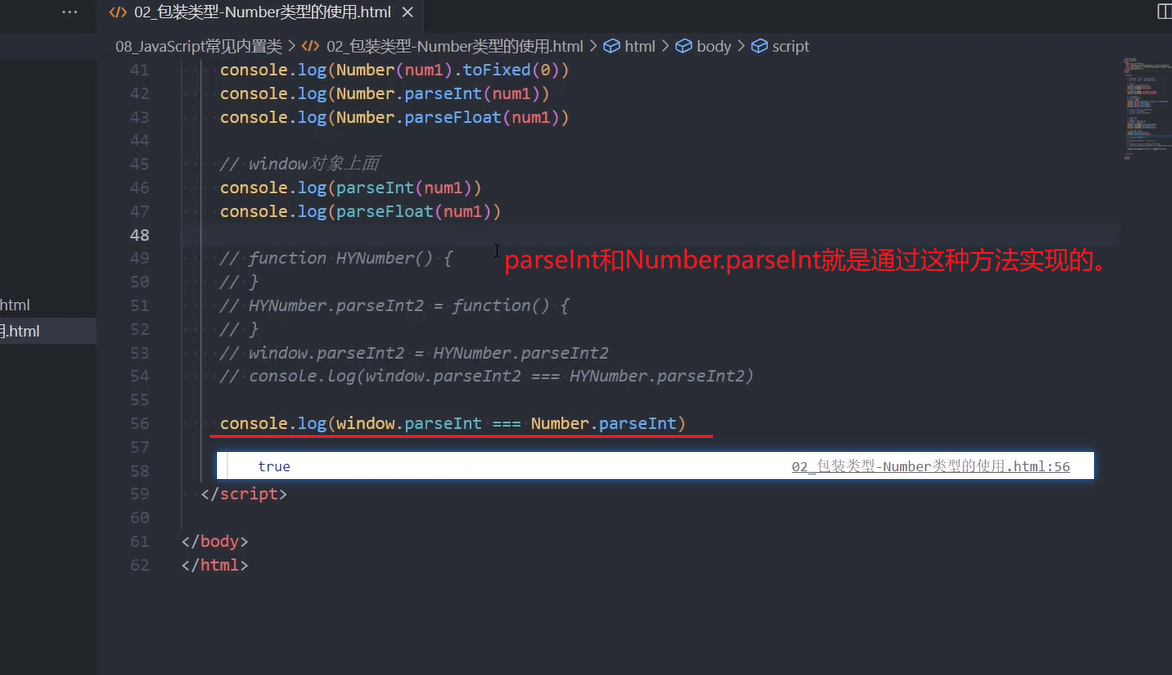 ··· 02_包装类型-Number类型的使用.html ×
08_JavaScript常见内置类 > 02_包装类型-Number类型的使用.html > html > body > script
41 console.log(Number(num1).toFixed(0))
42 console.log(Number.parseInt(num1))
43 console.log(Number.parseFloat(num1))
44
45 // window对象上面
46 console.log(parseInt(num1))
47 console.log(parseFloat(num1))
48
49 // function HYNumber() {
parseInt和Number.parseInt就是通过这种方法实现的。
50 // }
51 // HYNumber.parseInt2 = function() {
html
52 // }
用.html
53 // window.parseInt2 = HYNumber.parseInt2
54 // console.log(window.parseInt2 === HYNumber.parseInt2)
55
56 console.log(window.parseInt === Number.parseInt)
57
true 02_包装类型-Number类型的使用.html:56
58
59 </script>
60
61 </body>
62 </html>